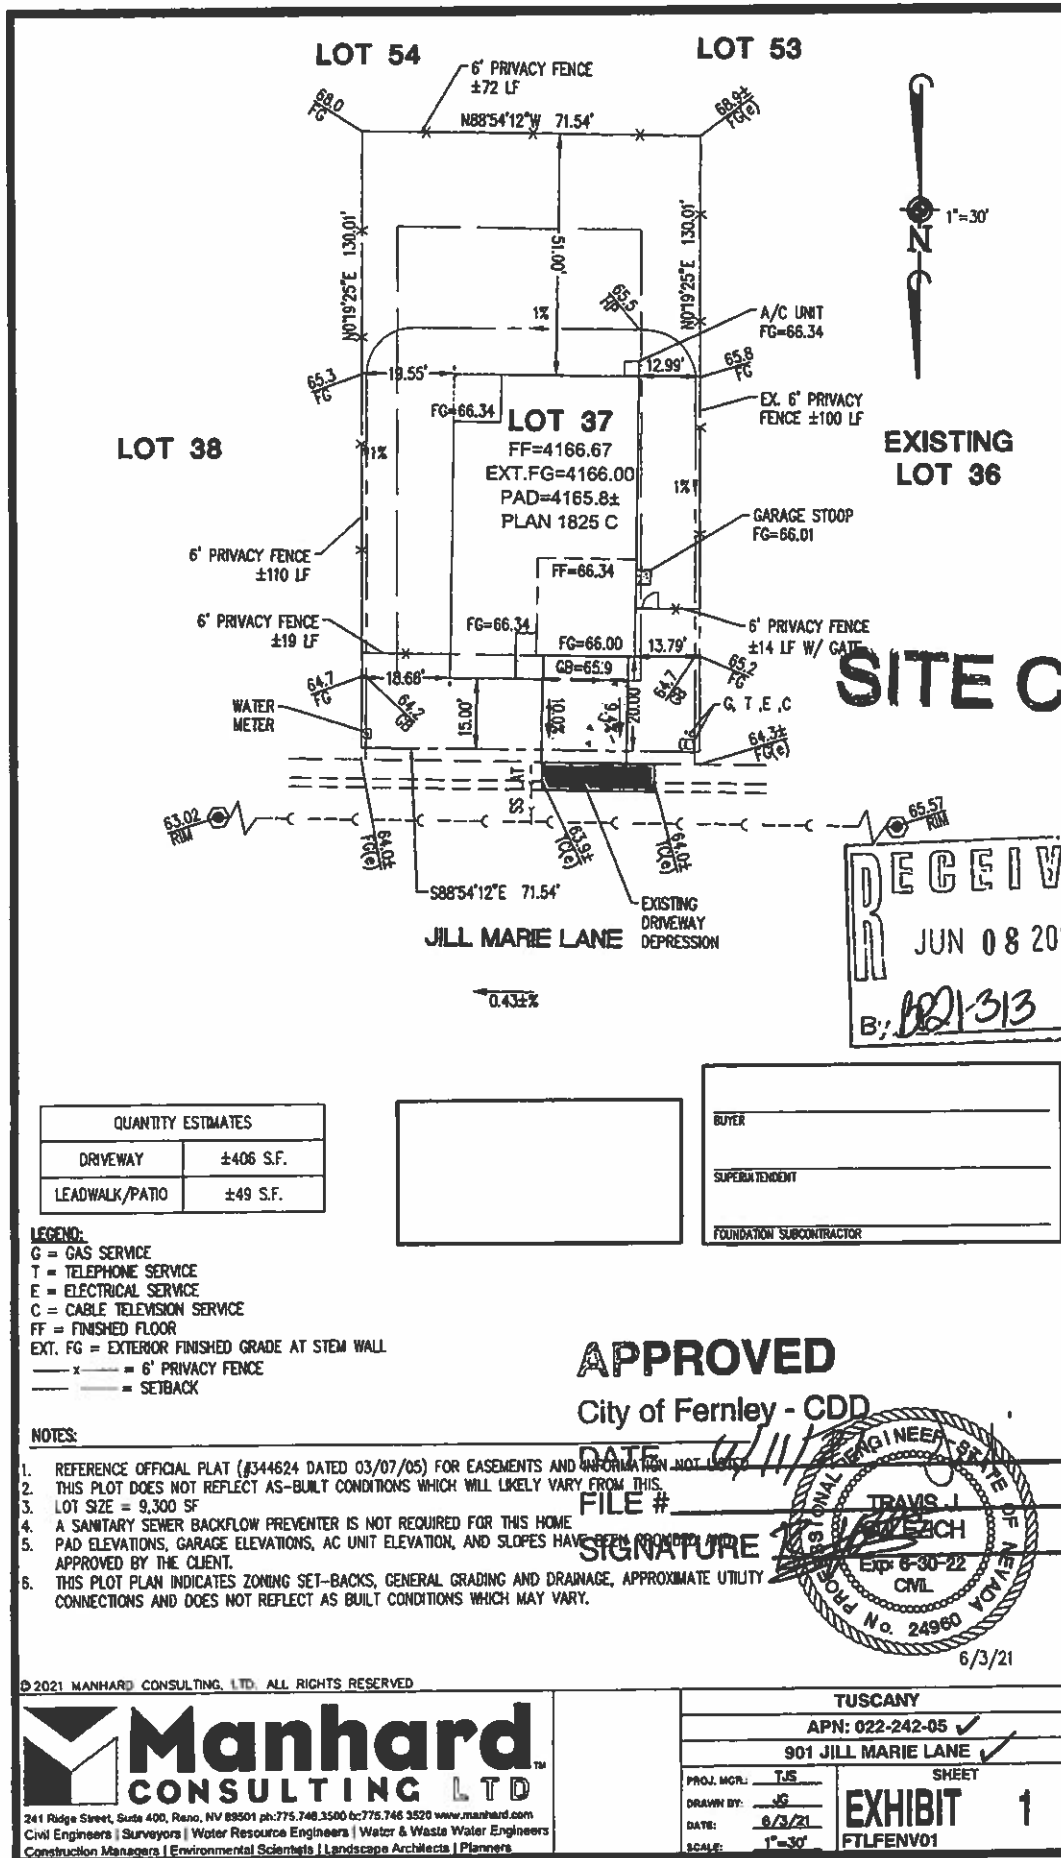 LOT 54
LOT 53
6' PRIVACY FENCE
±72 LF
68.0
FG
68.9±
FG(e)
N88°54'12"W 71.54'
N0°19'25"E 130.01'
N0°19'25"E 130.01'
1"=30'
N
51.00'
1%
65.5
HP
A/C UNIT
FG=66.34
65.3
FG
19.55'
12.99'
65.8
FG
EX. 6' PRIVACY
FENCE ±100 LF
FG=66.34
LOT 37
FF=4166.67
EXT.FG=4166.00
PAD=4165.8±
PLAN 1825 C
LOT 38
EXISTING
LOT 36
1%
1%
GARAGE STOOP
FG=66.01
6' PRIVACY FENCE
±110 LF
FF=66.34
6' PRIVACY FENCE
±19 LF
FG=66.34
FG=66.00
GB=65.9
13.79'
6' PRIVACY FENCE
±14 LF W/ GATE
SITE C
64.7
FG
18.68'
64.2
GB
15.00'
10.0%
20.00
64.7
GB
65.2
FG
WATER
METER
G, T ,E ,C
64.3±
FG(e)
SS LAT
63.02
RIM
65.57
RIM
64.0±
FG(e)
63.9±
TC(e)
64.0±
TC(e)
S88°54'12"E 71.54'
EXISTING
DRIVEWAY
DEPRESSION
JILL MARIE LANE
0.43±%
RECEIV
JUN 08 20
By: BP21-313
QUANTITY ESTIMATES
DRIVEWAY ±406 S.F.
LEADWALK/PATIO ±49 S.F.
BUYER
SUPERINTENDENT
FOUNDATION SUBCONTRACTOR
LEGEND:
G = GAS SERVICE
T = TELEPHONE SERVICE
E = ELECTRICAL SERVICE
C = CABLE TELEVISION SERVICE
FF = FINISHED FLOOR
EXT. FG = EXTERIOR FINISHED GRADE AT STEM WALL
x = 6' PRIVACY FENCE
= SETBACK
APPROVED
City of Fernley - CDD
DATE
FILE #
SIGNATURE
NOTES:
1. REFERENCE OFFICIAL PLAT (#344624 DATED 03/07/05) FOR EASEMENTS AND INFORMATION NOT LISTED
2. THIS PLOT DOES NOT REFLECT AS-BUILT CONDITIONS WHICH WILL LIKELY VARY FROM THIS.
3. LOT SIZE = 9,300 SF
4. A SANITARY SEWER BACKFLOW PREVENTER IS NOT REQUIRED FOR THIS HOME
5. PAD ELEVATIONS, GARAGE ELEVATIONS, AC UNIT ELEVATION, AND SLOPES HAVE BEEN PROVIDED AND
APPROVED BY THE CLIENT.
6. THIS PLOT PLAN INDICATES ZONING SET-BACKS, GENERAL GRADING AND DRAINAGE, APPROXIMATE UTILITY
CONNECTIONS AND DOES NOT REFLECT AS BUILT CONDITIONS WHICH MAY VARY.
PROFESSIONAL ENGINEER STATE OF NEVADA
TRAVIS J.
Exp: 6-30-22
CIVIL
No. 24960
6/3/21
© 2021 MANHARD CONSULTING, LTD. ALL RIGHTS RESERVED
Manhard™
CONSULTING LTD
241 Ridge Street, Suite 400, Reno, NV 89501 ph:775.746.3500 fx:775.746.3520 www.manhard.com
Civil Engineers | Surveyors | Water Resource Engineers | Water & Waste Water Engineers
Construction Managers | Environmental Scientists | Landscape Architects | Planners
TUSCANY
APN: 022-242-05
901 JILL MARIE LANE
PROJ. MGR.: TJS
DRAWN BY: JG
DATE: 6/3/21
SCALE: 1"=30'
SHEET
EXHIBIT 1
FTLFENV01